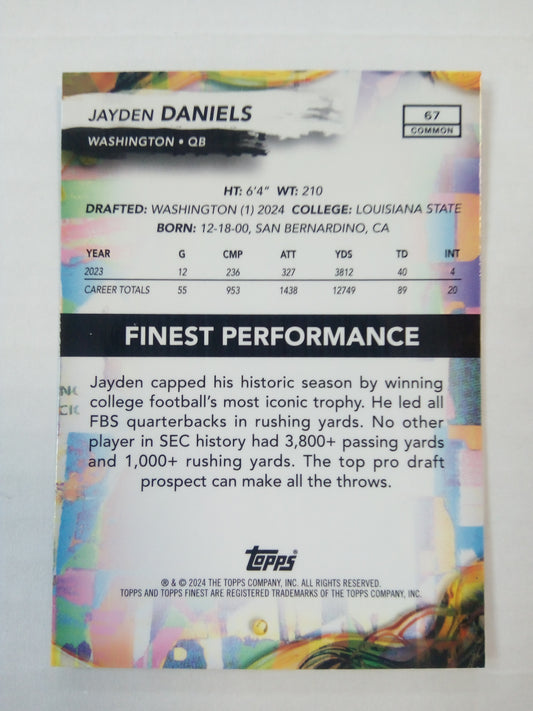 JAYDEN DANIELS
67
WASHINGTON • QB
COMMON
HT: 6'4" WT: 210
DRAFTED: WASHINGTON (1) 2024 COLLEGE: LOUISIANA STATE
BORN: 12-18-00, SAN BERNARDINO, CA
YEAR G CMP ATT YDS TD INT
2023 12 236 327 3812 40 4
CAREER TOTALS 55 953 1438 12749 89 20
FINEST PERFORMANCE
Jayden capped his historic season by winning
college football's most iconic trophy. He led all
FBS quarterbacks in rushing yards. No other
player in SEC history had 3,800+ passing yards
and 1,000+ rushing yards. The top pro draft
prospect can make all the throws.
topps
® & © 2024 THE TOPPS COMPANY, INC. ALL RIGHTS RESERVED.
TOPPS AND TOPPS FINEST ARE REGISTERED TRADEMARKS OF THE TOPPS COMPANY, INC.